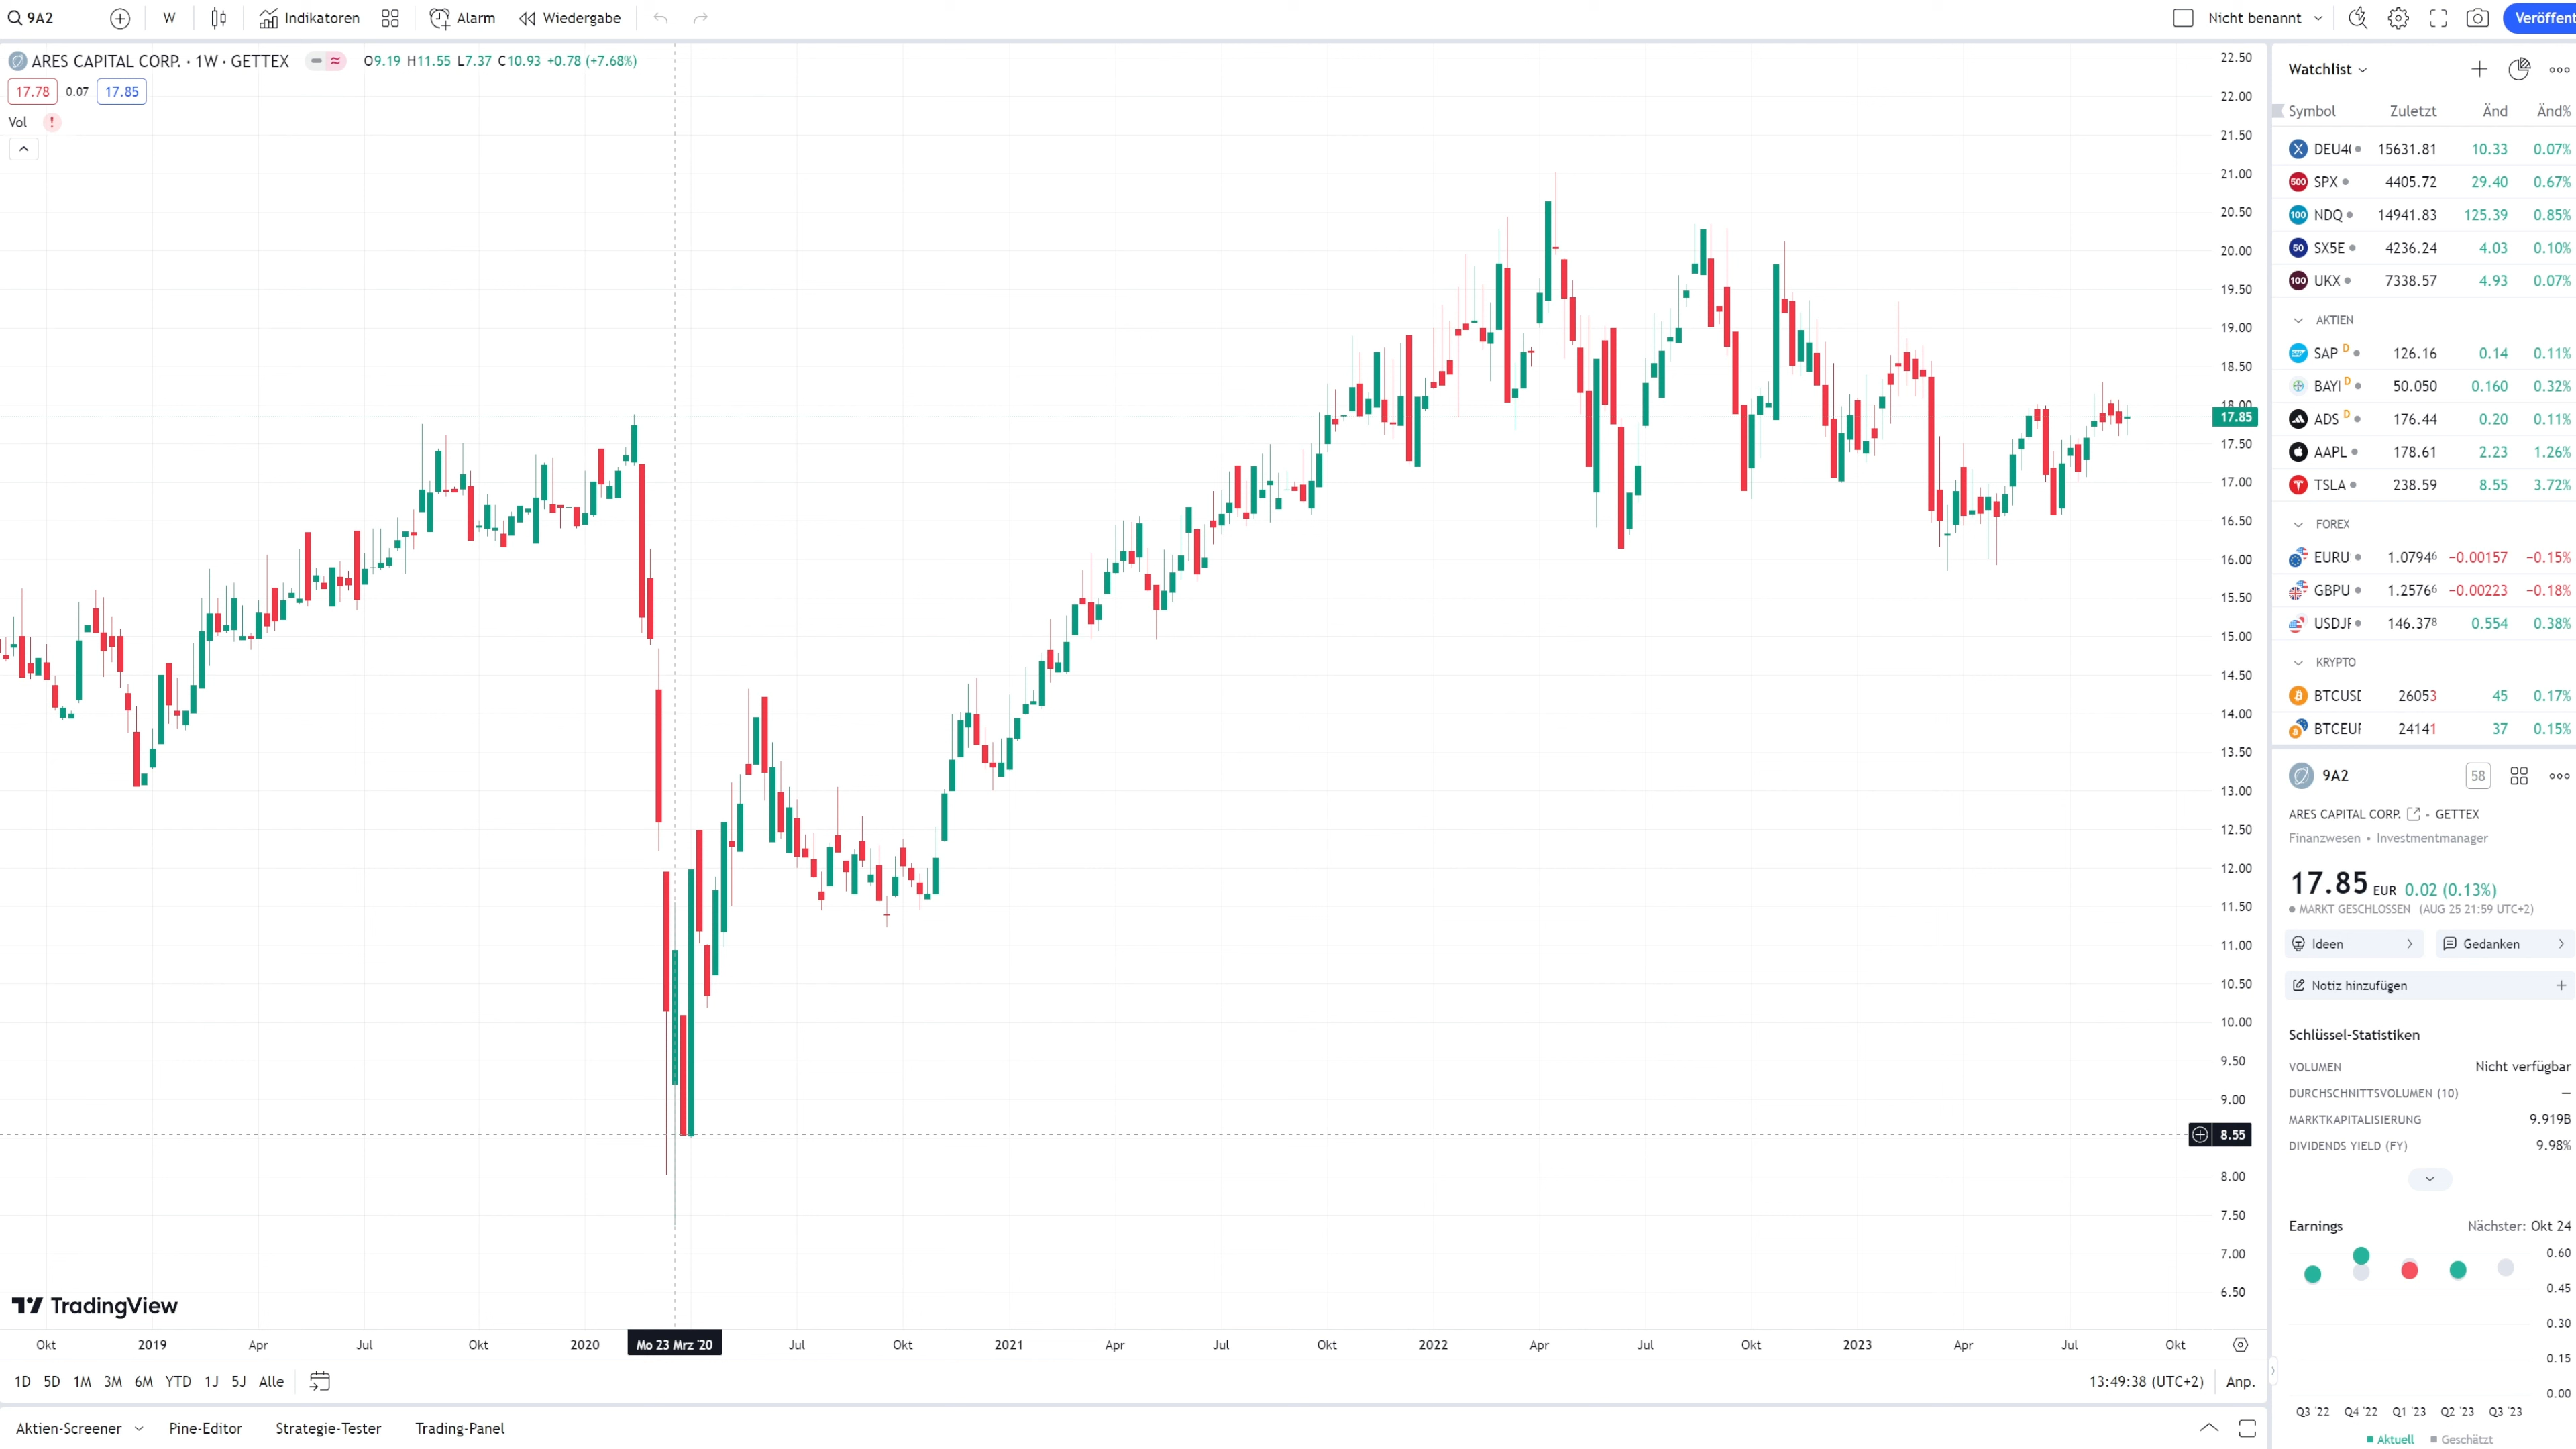 9A2 W Indikatoren Alarm Wiedergabe Nicht benannt Veröffent
ARES CAPITAL CORP. · 1W · GETTEX O9.19 H11.55 L7.37 C10.93 +0.78 (+7.68%)
17.78 0.07 17.85
Vol !
22.50
22.00
21.50
21.00
20.50
20.00
19.50
19.00
18.50
18.00
17.85
17.50
17.00
16.50
16.00
15.50
15.00
14.50
14.00
13.50
13.00
12.50
12.00
11.50
11.00
10.50
10.00
9.50
9.00
8.55
8.00
7.50
7.00
6.50
TradingView
Okt 2019 Apr Jul Okt 2020 Mo 23 Mrz '20 Jul Okt 2021 Apr Jul Okt 2022 Apr Jul Okt 2023 Apr Jul Okt
1D 5D 1M 3M 6M YTD 1J 5J Alle 13:49:38 (UTC+2) Anp.
Aktien-Screener Pine-Editor Strategie-Tester Trading-Panel
Watchlist
Symbol Zuletzt Änd Änd%
DEU4 15631.81 10.33 0.07%
500 SPX 4405.72 29.40 0.67%
100 NDQ 14941.83 125.39 0.85%
50 SX5E 4236.24 4.03 0.10%
100 UKX 7338.57 4.93 0.07%
AKTIEN
SAP D 126.16 0.14 0.11%
BAYI D 50.050 0.160 0.32%
ADS D 176.44 0.20 0.11%
AAPL 178.61 2.23 1.26%
TSLA 238.59 8.55 3.72%
FOREX
EURU 1.07946 −0.00157 −0.15%
GBPU 1.25766 −0.00223 −0.18%
USDJF 146.378 0.554 0.38%
KRYPTO
BTCUSD 26053 45 0.17%
BTCEUF 24141 37 0.15%
9A2 58
ARES CAPITAL CORP. • GETTEX
Finanzwesen • Investmentmanager
17.85 EUR 0.02 (0.13%)
MARKT GESCHLOSSEN (AUG 25 21:59 UTC+2)
Ideen Gedanken
Notiz hinzufügen
Schlüssel-Statistiken
VOLUMEN Nicht verfügbar
DURCHSCHNITTSVOLUMEN (10) —
MARKTKAPITALISIERUNG 9.919B
DIVIDENDS YIELD (FY) 9.98%
Earnings Nächster: Okt 24
0.60
0.45
0.30
0.15
0.00
Q3 '22 Q4 '22 Q1 '23 Q2 '23 Q3 '23
Aktuell Geschätzt